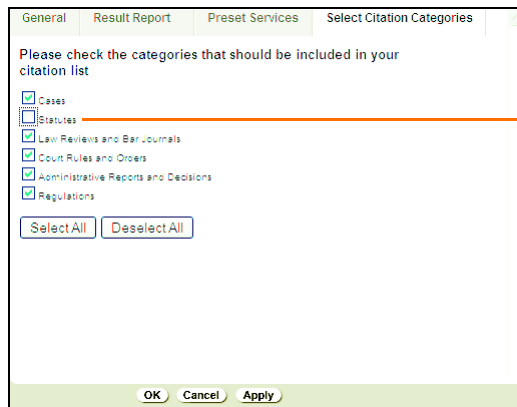 General Result Report Preset Services Select Citation Categories
Please check the categories that should be included in your
citation list
Cases
Statutes
Law Reviews and Bar Journals
Court Rules and Orders
Administrative Reports and Decisions
Regulations
Select All Deselect All
OK Cancel Apply